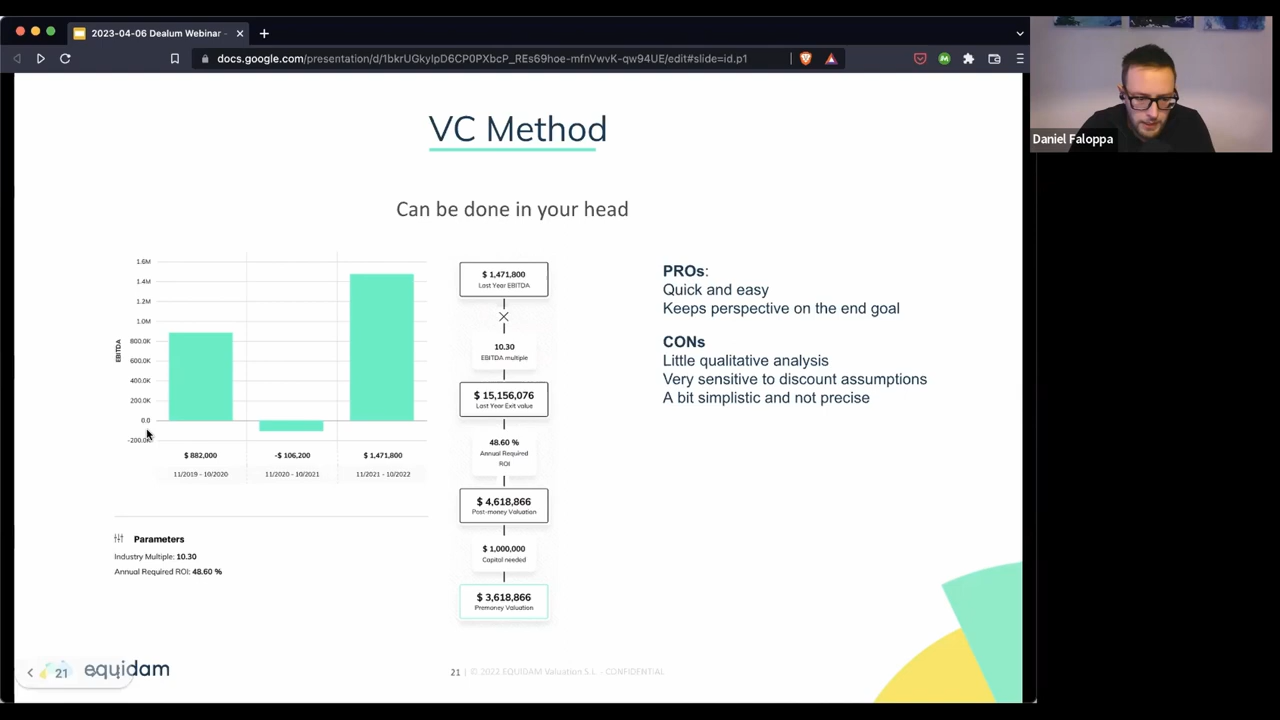 2023-04-06 Dealum Webinar -
docs.google.com/presentation/d/1bkrUGkyIpD6CP0PXbcP_REs69hoe-mfnVwvK-qw94UE/edit#slide=id.p1
Daniel Faloppa
VC Method
Can be done in your head
1.6M
1.4M
1.2M
1.0M
800.0K
600.0K
400.0K
200.0K
0.0
-200.0K
EBITDA
$ 882,000
-$ 106,200
$ 1,471,800
11/2019 - 10/2020
11/2020 - 10/2021
11/2021 - 10/2022
Parameters
Industry Multiple: 10.30
Annual Required ROI: 48.60 %
$ 1,471,800
Last Year EBITDA
10.30
EBITDA multiple
$ 15,156,076
Last Year Exit value
48.60 %
Annual Required
ROI
$ 4,618,866
Post-money Valuation
$ 1,000,000
Capital needed
$ 3,618,866
Premoney Valuation
PROs:
Quick and easy
Keeps perspective on the end goal
CONs
Little qualitative analysis
Very sensitive to discount assumptions
A bit simplistic and not precise
21
equidam
21 | © 2022 EQUIDAM Valuation S.L. - CONFIDENTIAL